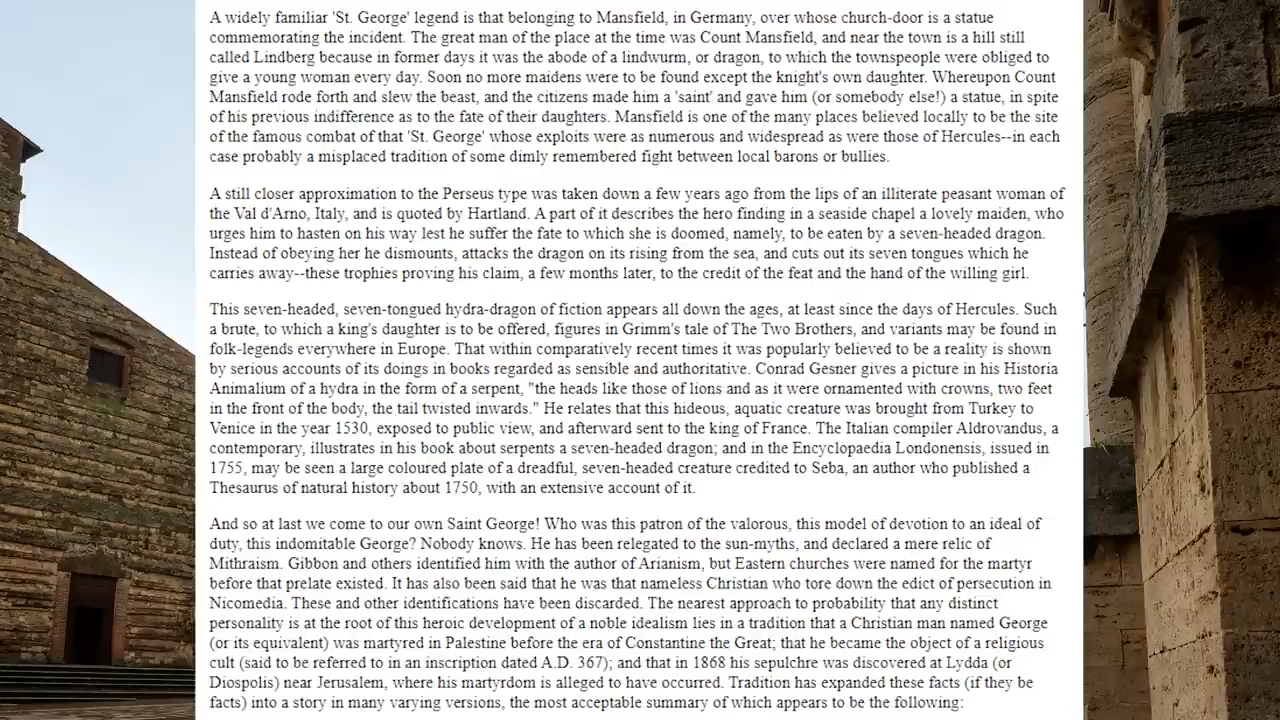 A widely familiar 'St. George' legend is that belonging to Mansfield, in Germany, over whose church-door is a statue
commemorating the incident. The great man of the place at the time was Count Mansfield, and near the town is a hill still
called Lindberg because in former days it was the abode of a lindwurm, or dragon, to which the townspeople were obliged to
give a young woman every day. Soon no more maidens were to be found except the knight's own daughter. Whereupon Count
Mansfield rode forth and slew the beast, and the citizens made him a 'saint' and gave him (or somebody else!) a statue, in spite
of his previous indifference as to the fate of their daughters. Mansfield is one of the many places believed locally to be the site
of the famous combat of that 'St. George' whose exploits were as numerous and widespread as were those of Hercules--in each
case probably a misplaced tradition of some dimly remembered fight between local barons or bullies.
A still closer approximation to the Perseus type was taken down a few years ago from the lips of an illiterate peasant woman of
the Val d'Arno, Italy, and is quoted by Hartland. A part of it describes the hero finding in a seaside chapel a lovely maiden, who
urges him to hasten on his way lest he suffer the fate to which she is doomed, namely, to be eaten by a seven-headed dragon.
Instead of obeying her he dismounts, attacks the dragon on its rising from the sea, and cuts out its seven tongues which he
carries away--these trophies proving his claim, a few months later, to the credit of the feat and the hand of the willing girl.
This seven-headed, seven-tongued hydra-dragon of fiction appears all down the ages, at least since the days of Hercules. Such
a brute, to which a king's daughter is to be offered, figures in Grimm's tale of The Two Brothers, and variants may be found in
folk-legends everywhere in Europe. That within comparatively recent times it was popularly believed to be a reality is shown
by serious accounts of its doings in books regarded as sensible and authoritative. Conrad Gesner gives a picture in his Historia
Animalium of a hydra in the form of a serpent, "the heads like those of lions and as it were ornamented with crowns, two feet
in the front of the body, the tail twisted inwards." He relates that this hideous, aquatic creature was brought from Turkey to
Venice in the year 1530, exposed to public view, and afterward sent to the king of France. The Italian compiler Aldrovandus, a
contemporary, illustrates in his book about serpents a seven-headed dragon; and in the Encyclopaedia Londonensis, issued in
1755, may be seen a large coloured plate of a dreadful, seven-headed creature credited to Seba, an author who published a
Thesaurus of natural history about 1750, with an extensive account of it.
And so at last we come to our own Saint George! Who was this patron of the valorous, this model of devotion to an ideal of
duty, this indomitable George? Nobody knows. He has been relegated to the sun-myths, and declared a mere relic of
Mithraism. Gibbon and others identified him with the author of Arianism, but Eastern churches were named for the martyr
before that prelate existed. It has also been said that he was that nameless Christian who tore down the edict of persecution in
Nicomedia. These and other identifications have been discarded. The nearest approach to probability that any distinct
personality is at the root of this heroic development of a noble idealism lies in a tradition that a Christian man named George
(or its equivalent) was martyred in Palestine before the era of Constantine the Great; that he became the object of a religious
cult (said to be referred to in an inscription dated A.D. 367); and that in 1868 his sepulchre was discovered at Lydda (or
Diospolis) near Jerusalem, where his martyrdom is alleged to have occurred. Tradition has expanded these facts (if they be
facts) into a story in many varying versions, the most acceptable summary of which appears to be the following: